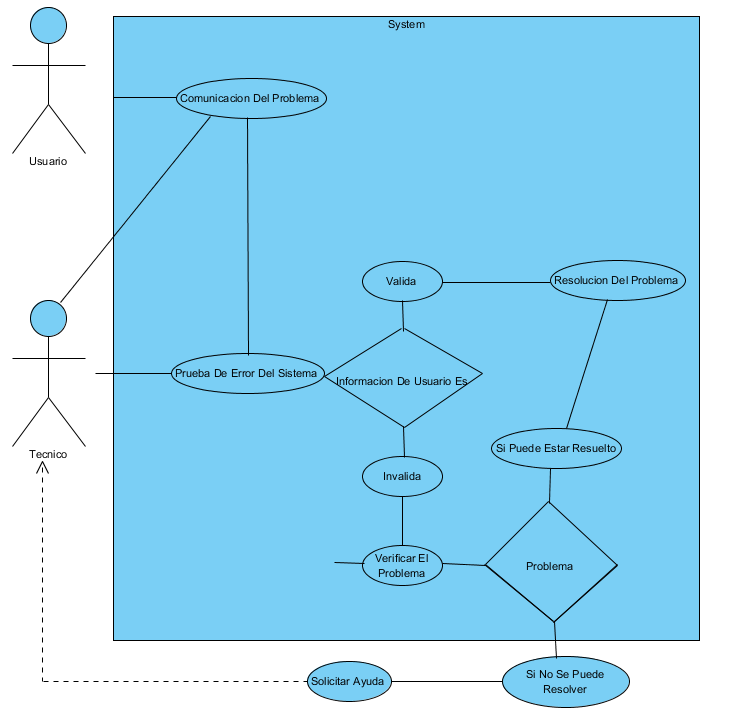 System
Comunicacion Del Problema
Usuario
Valida
Resolucion Del Problema
Prueba De Error Del Sistema
Informacion De Usuario Es
Tecnico
Si Puede Estar Resuelto
Invalida
Verificar El
Problema
Problema
Solicitar Ayuda
Si No Se Puede
Resolver